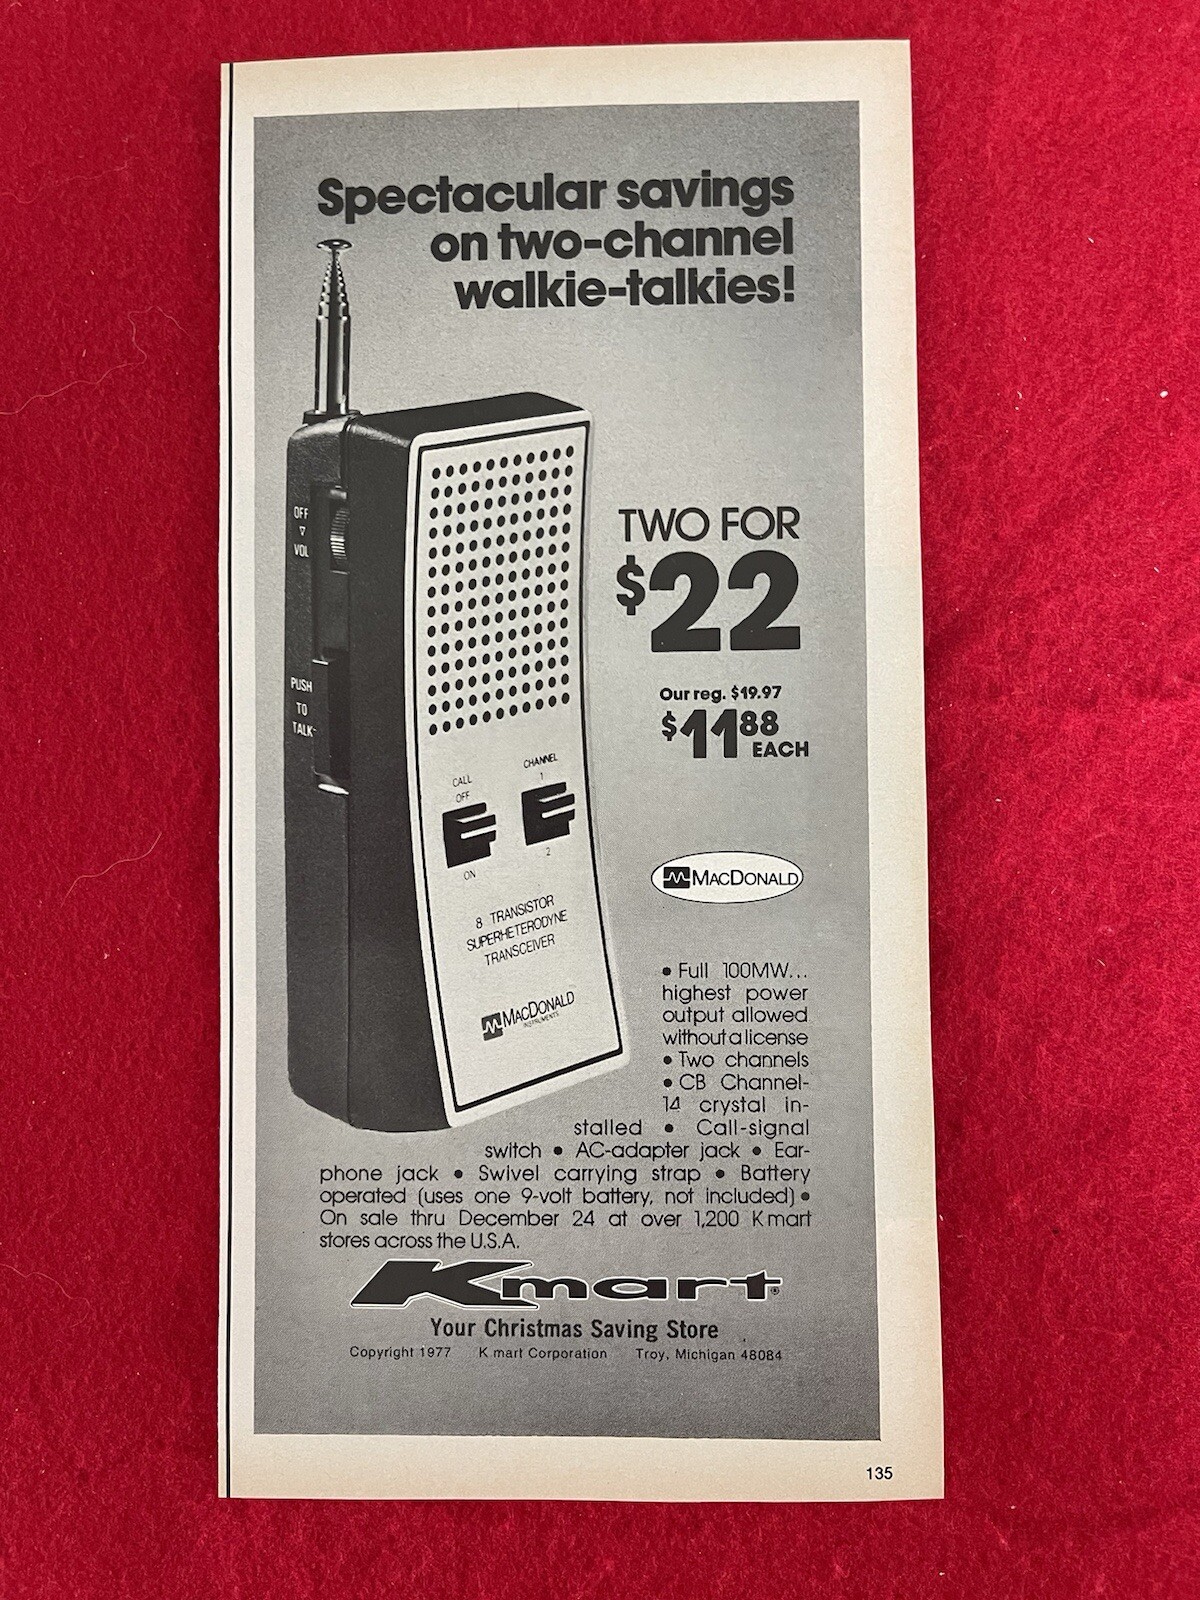 Spectacular savings
on two-channel
walkie-talkies!
OFF
VOL
PUSH
TO
TALK
CALL
OFF
ON
CHANNEL
1
2
8 TRANSISTOR
SUPERHETERODYNE
TRANSCEIVER
MACDONALD
INSTRUMENTS
TWO FOR
$22
Our reg. $19.97
$11 88
EACH
MACDONALD
• Full 100MW...
highest power
output allowed
without a license
• Two channels
• CB Channel-
14 crystal in-
stalled • Call-signal
switch • AC-adapter jack • Ear-
phone jack • Swivel carrying strap • Battery
operated (uses one 9-volt battery, not included) •
On sale thru December 24 at over 1,200 K mart
stores across the U.S.A.
Kmart®
Your Christmas Saving Store
Copyright 1977 K mart Corporation Troy, Michigan 48084
135